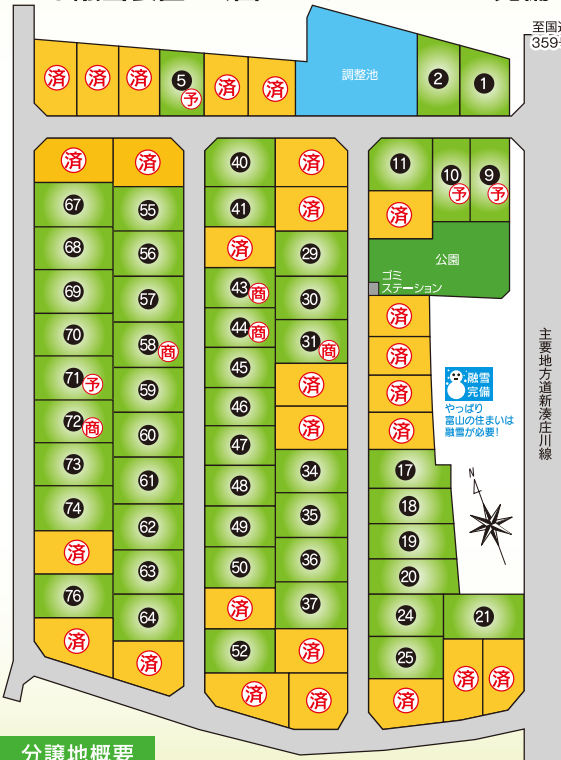 至国道
359号
済
済
済
5
予
済
済
調整池
2
1
済
67
68
69
70
71
予
72
商
73
74
済
76
済
済
55
56
57
58
商
59
60
61
62
63
64
済
40
41
済
43
商
44
商
45
46
47
48
49
50
済
52
済
済
済
29
30
31
商
済
済
34
35
36
37
済
済
11
10
予
9
予
済
公園
ゴミ
ステーション
済
済
済
済
17
18
19
20
24
21
25
済
済
済
融雪
完備
やっぱり
富山の住まいは
融雪が必要!
主要地方道新湊庄川線
N
分譲地概要